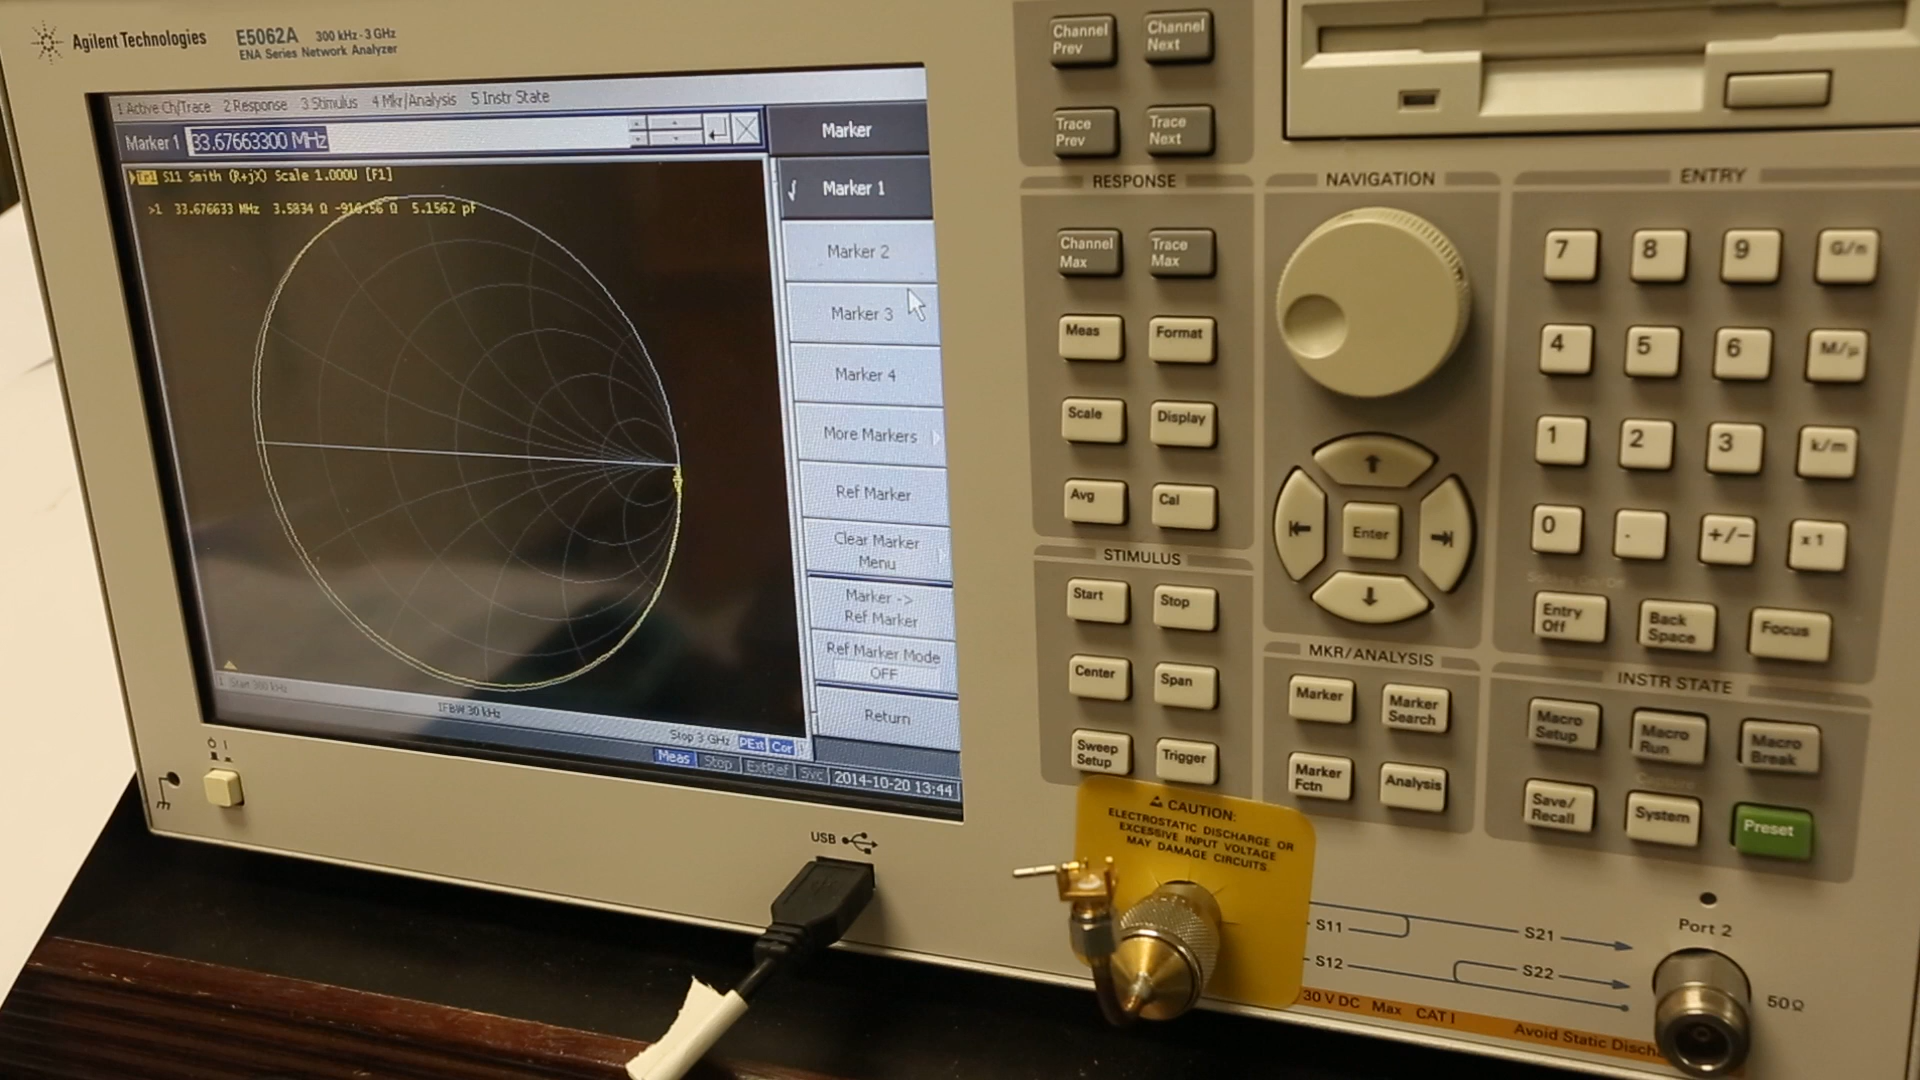 Agilent Technologies E5062A 300 kHz - 3 GHz
ENA Series Network Analyzer
1 Active Ch/Trace 2 Response 3 Stimulus 4 Mkr/Analysis 5 Instr State
Marker 1 33.67663300 MHz
Tr1 S11 Smith (R+jX) Scale 1.000U [F1]
>1 33.676633 MHz 3.5834 Ω -916.56 Ω 5.1562 pF
Marker
Marker 1
Marker 2
Marker 3
Marker 4
More Markers
Ref Marker
Clear Marker
Menu
Marker ->
Ref Marker
Ref Marker Mode
OFF
Return
1 Start 300 kHz
IFBW 30 kHz
Stop 3 GHz PExt Cor
Meas Stop ExtRef Svc 2014-10-20 13:44
USB
Channel
Prev
Channel
Next
Trace
Prev
Trace
Next
RESPONSE
Channel
Max
Trace
Max
Meas
Format
Scale
Display
Avg
Cal
STIMULUS
Start
Stop
Center
Span
Sweep
Setup
Trigger
NAVIGATION
Enter
MKR/ANALYSIS
Marker
Marker
Search
Marker
Fctn
Analysis
ENTRY
7 8 9 G/n
4 5 6 M/µ
1 2 3 k/m
0 . +/- x1
Entry
Off
Back
Space
Focus
INSTR STATE
Macro
Setup
Macro
Run
Macro
Break
Save/
Recall
System
Preset
CAUTION:
ELECTROSTATIC DISCHARGE OR
EXCESSIVE INPUT VOLTAGE
MAY DAMAGE CIRCUITS.
S11
S21
S12
S22
Port 2
50Ω
30 V DC Max CAT I
Avoid Static